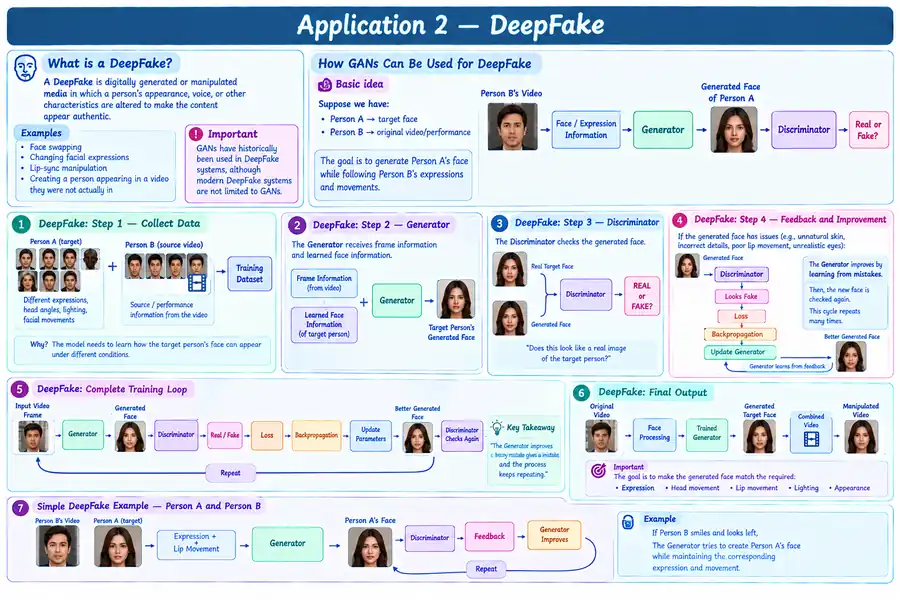 Application 2 — DeepFake
What is a DeepFake?
A DeepFake is digitally generated or manipulated
media in which a person's appearance, voice, or other
characteristics are altered to make the content
appear authentic.
Examples
• Face swapping
• Changing facial expressions
• Lip-sync manipulation
• Creating a person appearing in a video
they were not actually in
! Important
GANs have historically
been used in DeepFake
systems, although
modern DeepFake systems
are not limited to GANs.
How GANs Can Be Used for DeepFake
Basic idea
Suppose we have:
• Person A → target face
• Person B → original video/performance
The goal is to generate Person A's face
while following Person B's expressions
and movements.
Person B's Video
Face / Expression
Information
Generator
Generated Face
of Person A
Discriminator
Real or
Fake?
1 DeepFake: Step 1 — Collect Data
Person A (target)
Different expressions,
head angles, lighting,
facial movements
+
Person B (source video)
Source / performance
information from the video
Training
Dataset
Why? The model needs to learn how the target person's face can appear
under different conditions.
2 DeepFake: Step 2 — Generator
The Generator receives frame information
and learned face information.
Frame Information
(from video)
Learned Face
Information
(of target person)
+
Generator
Target Person's
Generated Face
3 DeepFake: Step 3 — Discriminator
The Discriminator checks the generated face.
Real Target Face
Generated Face
Discriminator
REAL
or
FAKE?
"Does this look like a real image
of the target person?"
4 DeepFake: Step 4 — Feedback and Improvement
If the generated face has issues (e.g., unnatural skin,
incorrect details, poor lip movement, unrealistic eyes):
Generated Face
Discriminator
Looks Fake
Loss
Backpropagation
Update Generator
The Generator improves by
learning from mistakes.
Then, the new face is
checked again.
This cycle repeats
many times.
Better Generated Face
Generator learns from feedback
5 DeepFake: Complete Training Loop
Input Video
Frame
Generator
Generated
Face
Discriminator
Real / Fake
Loss
Backpropagation
Update
Parameters
Better Generated
Face
Discriminator
Checks Again
Repeat
Key Takeaway
"The Generator improves
mistake
and the process
keeps repeating."
6 DeepFake: Final Output
Original
Video
Face
Processing
Trained
Generator
Generated
Target Face
Combined
Video
Manipulated
Video
Important
The goal is to make the generated face match the required:
• Expression • Head movement • Lip movement • Lighting • Appearance
7 Simple DeepFake Example — Person A and Person B
Person B's Video
Person A (target)
Expression +
+
Lip Movement
Generator
Person A's Face
Discriminator
Feedback
Generator
Improves
Repeat
Example
If Person B smiles and looks left,
The Generator tries to create Person A's face
while maintaining the corresponding
expression and movement.